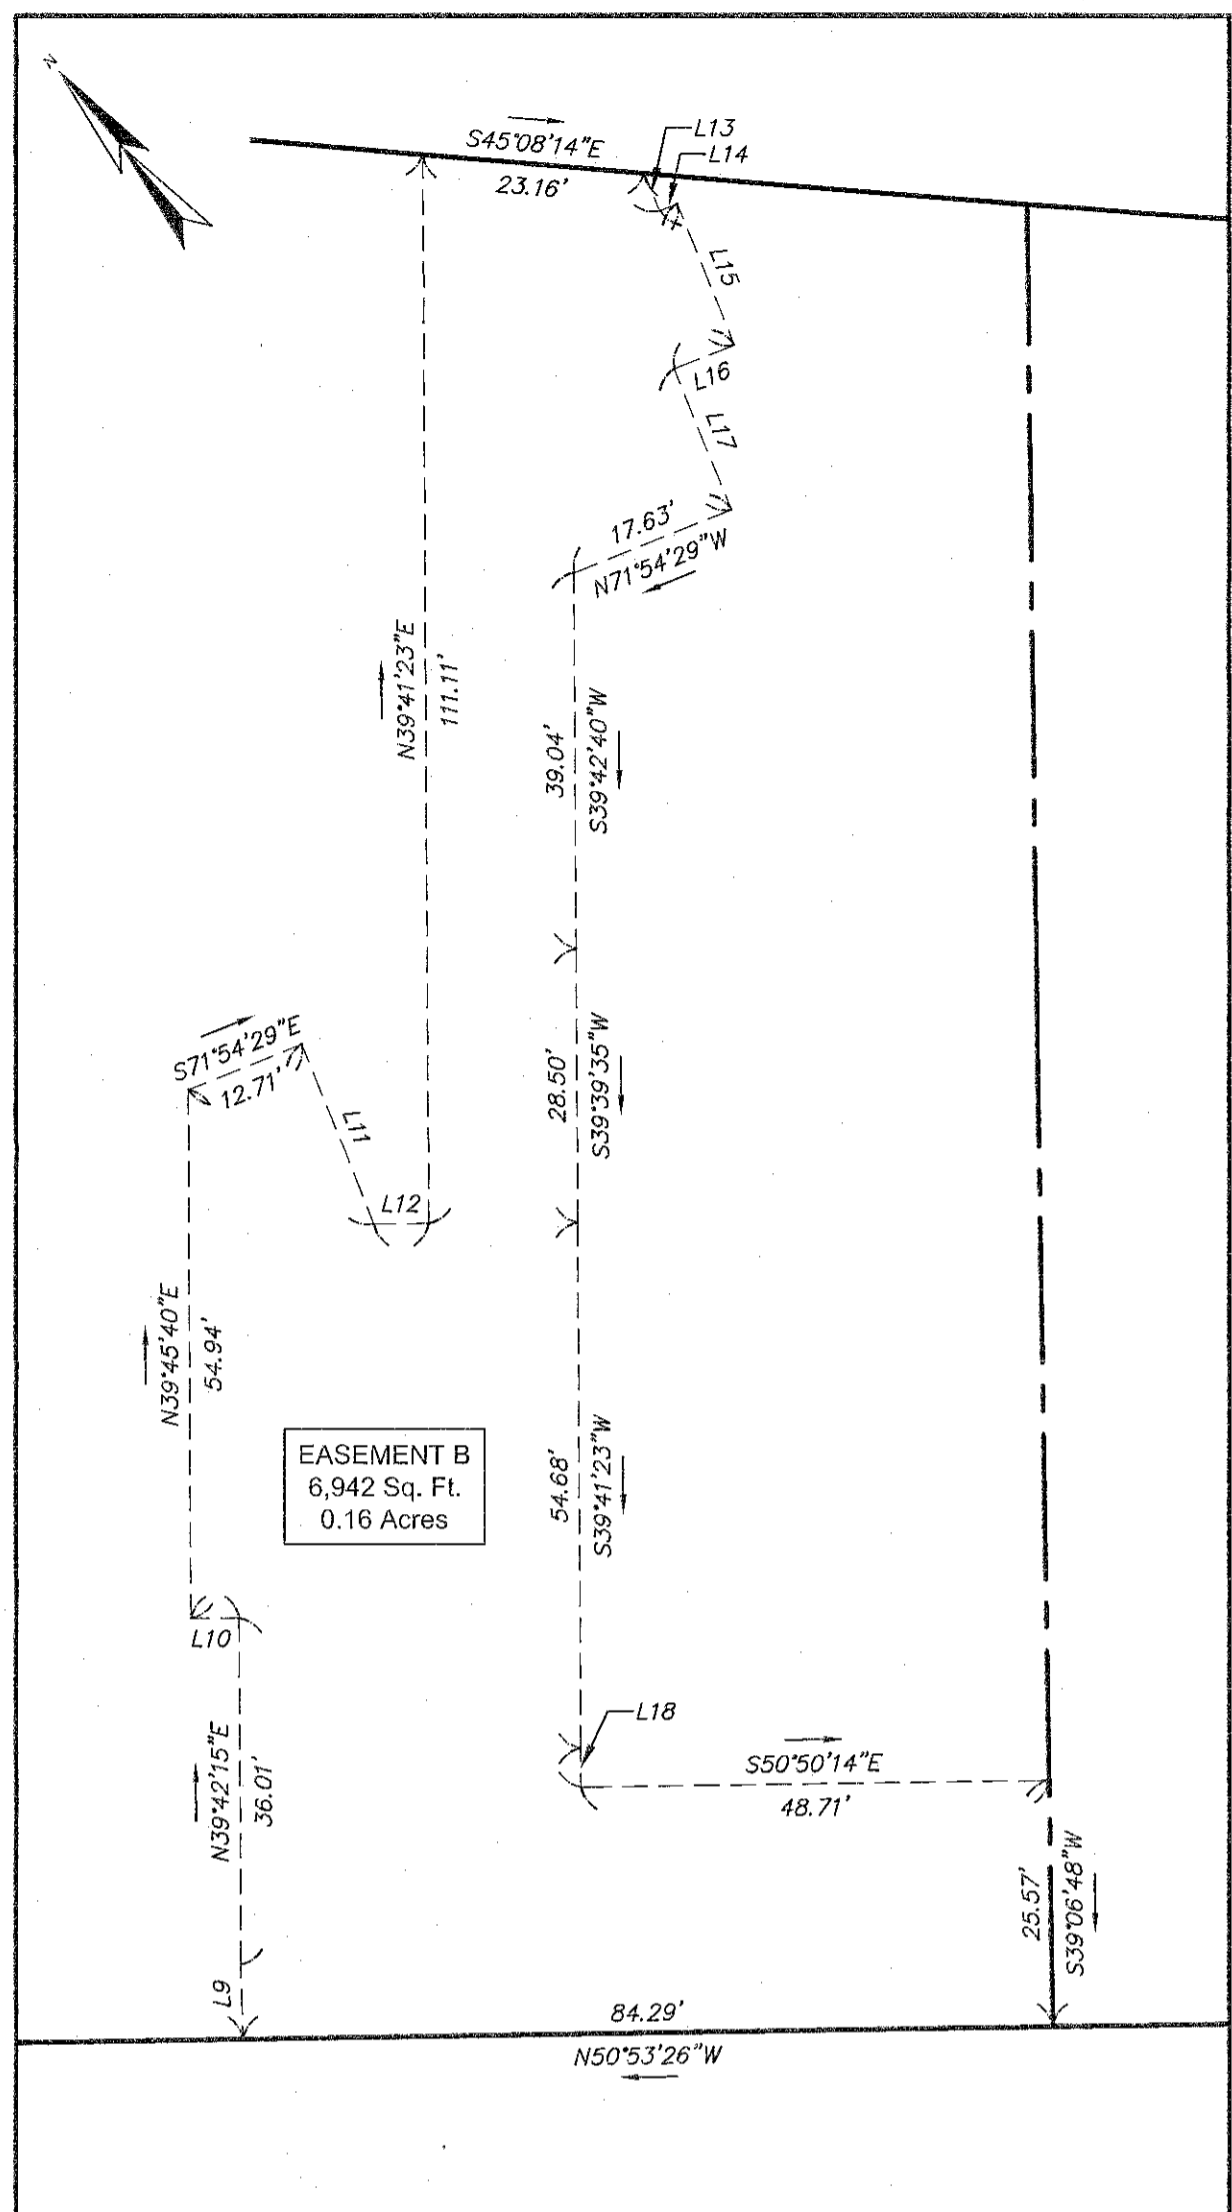 N
S45°08'14"E
23.16'
L13
L14
L15
L16
L17
17.63'
N71°54'29"W
N39°41'23"E
111.11'
39.04'
S39°42'40"W
S71°54'29"E
12.71'
L11
L12
28.50'
S39°39'35"W
N39°45'40"E
54.94'
EASEMENT B
6,942 Sq. Ft.
0.16 Acres
54.68'
S39°41'23"W
L10
L18
S50°50'14"E
48.71'
N39°42'15"E
36.01'
25.57'
S39°06'48"W
L9
84.29'
N50°53'26"W